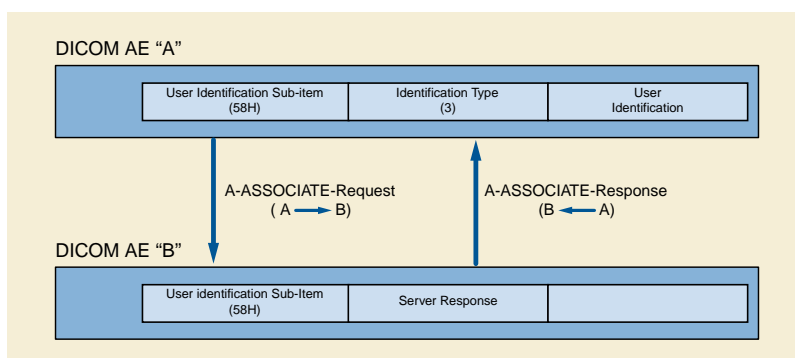 DICOM AE “A”
User Identification Sub-item
(58H)
Identification Type
(3)
User
Identification
A-ASSOCIATE-Request
( A → B)
A-ASSOCIATE-Response
(B ← A)
DICOM AE “B”
User identification Sub-Item
(58H)
Server Response